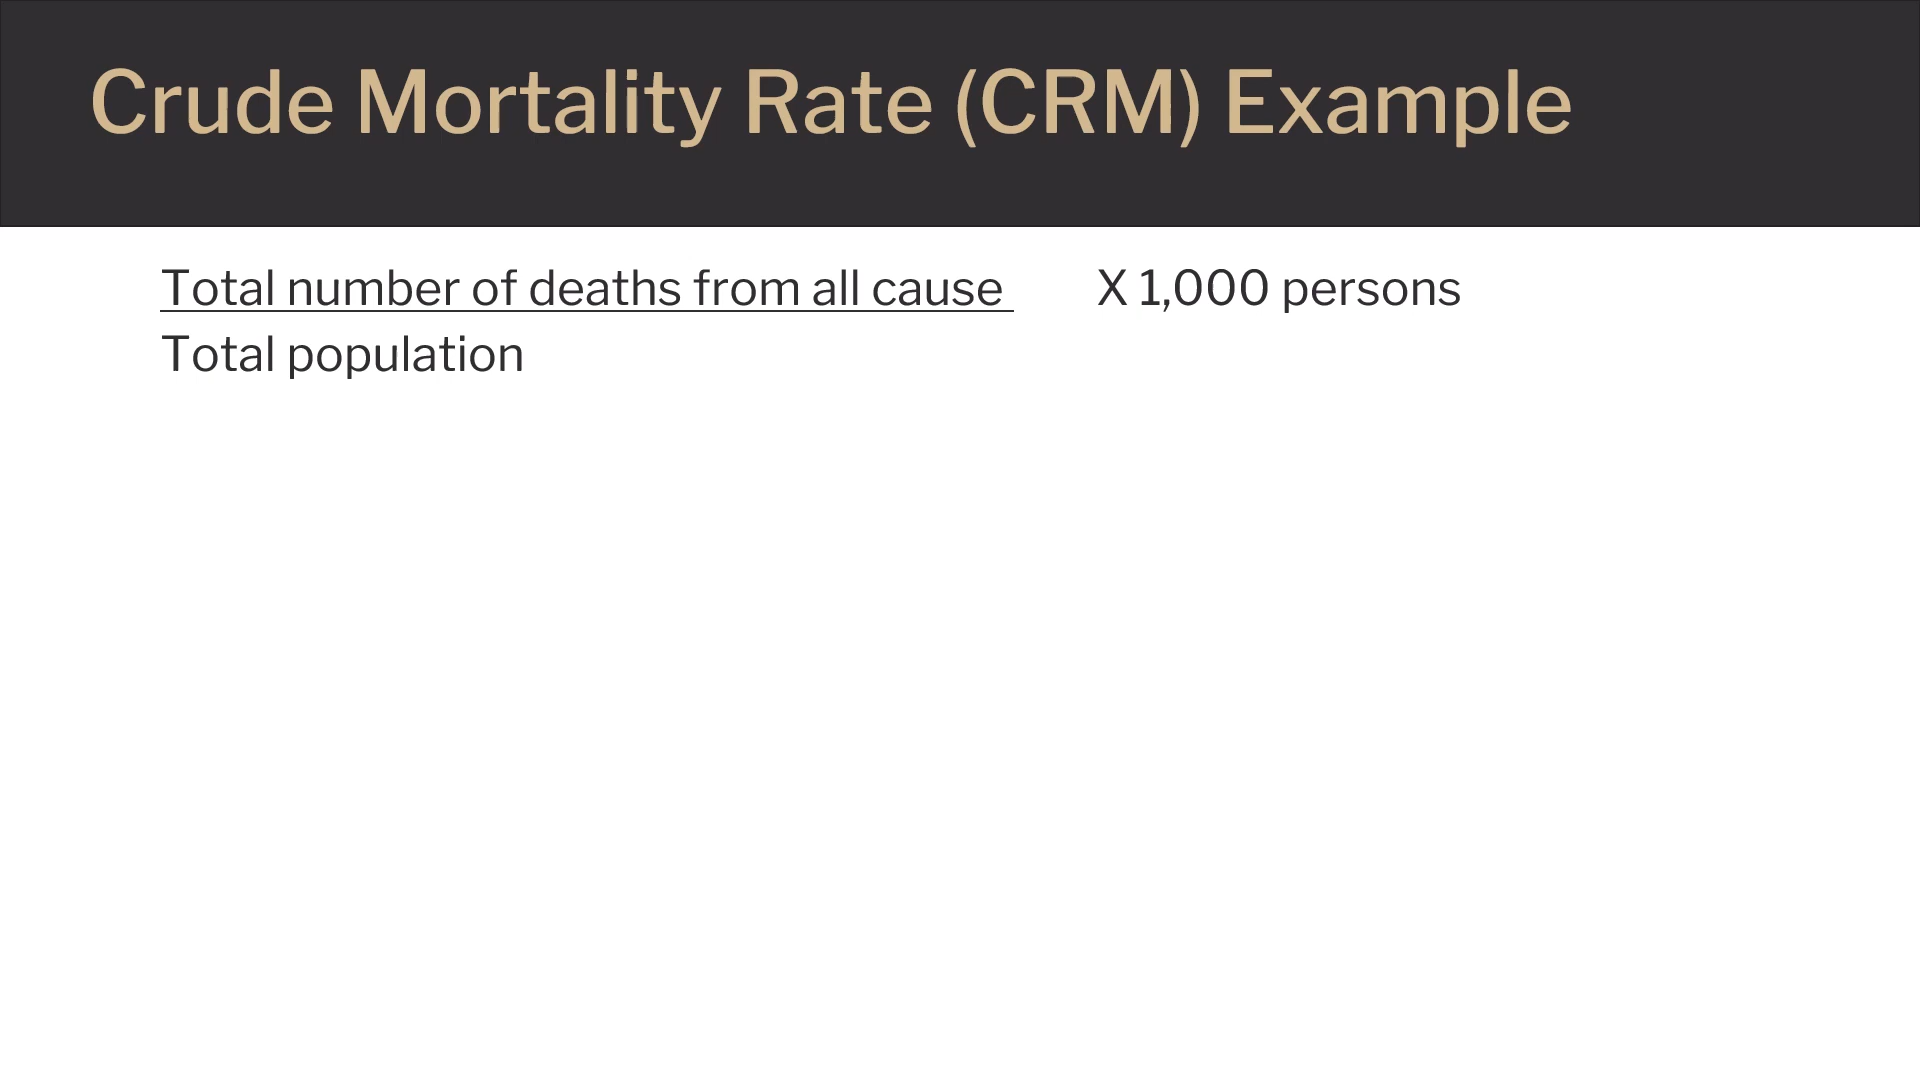 Crude Mortality Rate (CRM) Example
Total number of deaths from all cause X 1,000 persons
Total population